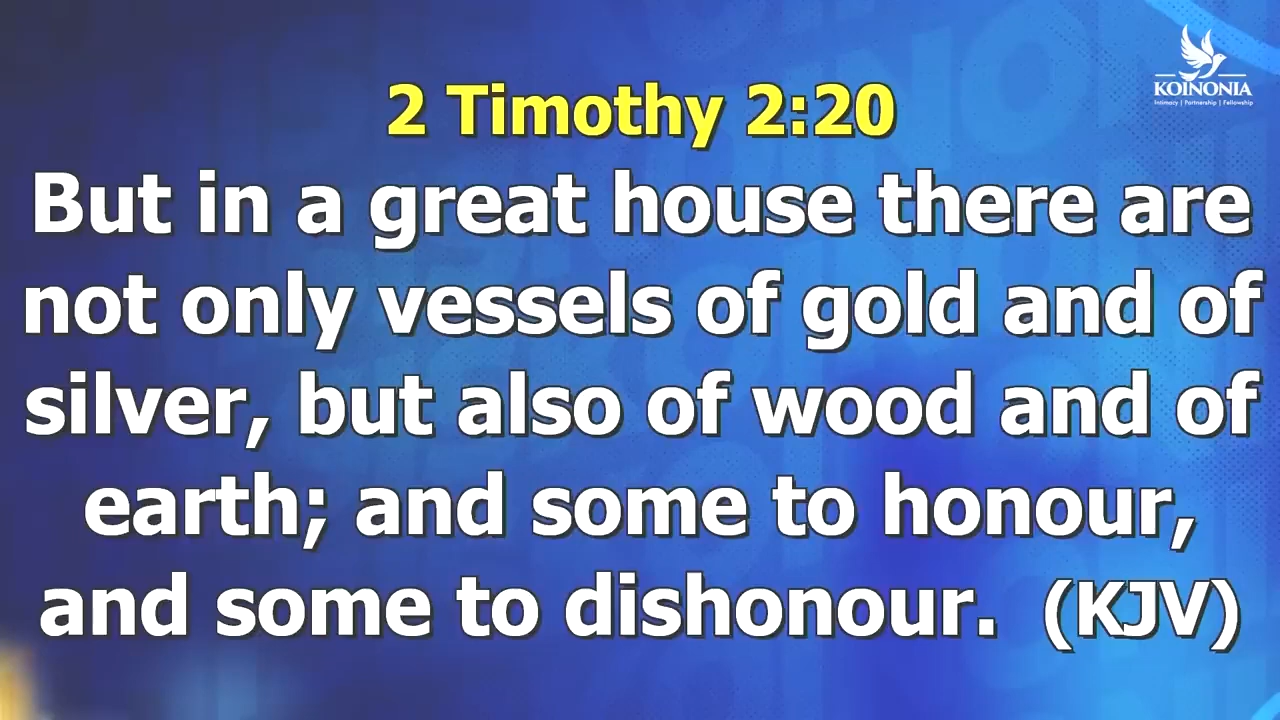 KOINONIA
Intimacy | Partnership | Fellowship
2 Timothy 2:20
But in a great house there are
not only vessels of gold and of
silver, but also of wood and of
earth; and some to honour,
and some to dishonour. (KJV)